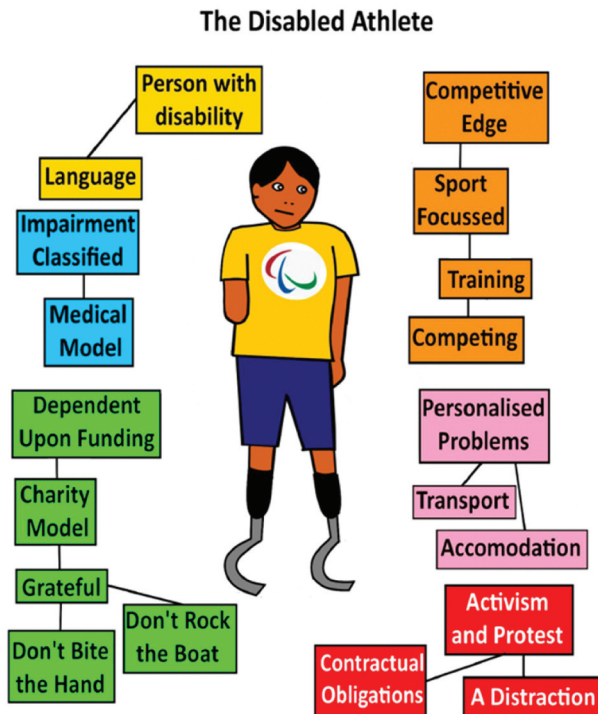 The Disabled Athlete
Person with
disability
Language
Impairment
Classified
Medical
Model
Dependent
Upon Funding
Charity
Model
Grateful
Don't Rock
the Boat
Don't Bite
the Hand
Competitive
Edge
Sport
Focussed
Training
Competing
Personalised
Problems
Transport
Accomodation
Activism
and Protest
Contractual
Obligations
A Distraction